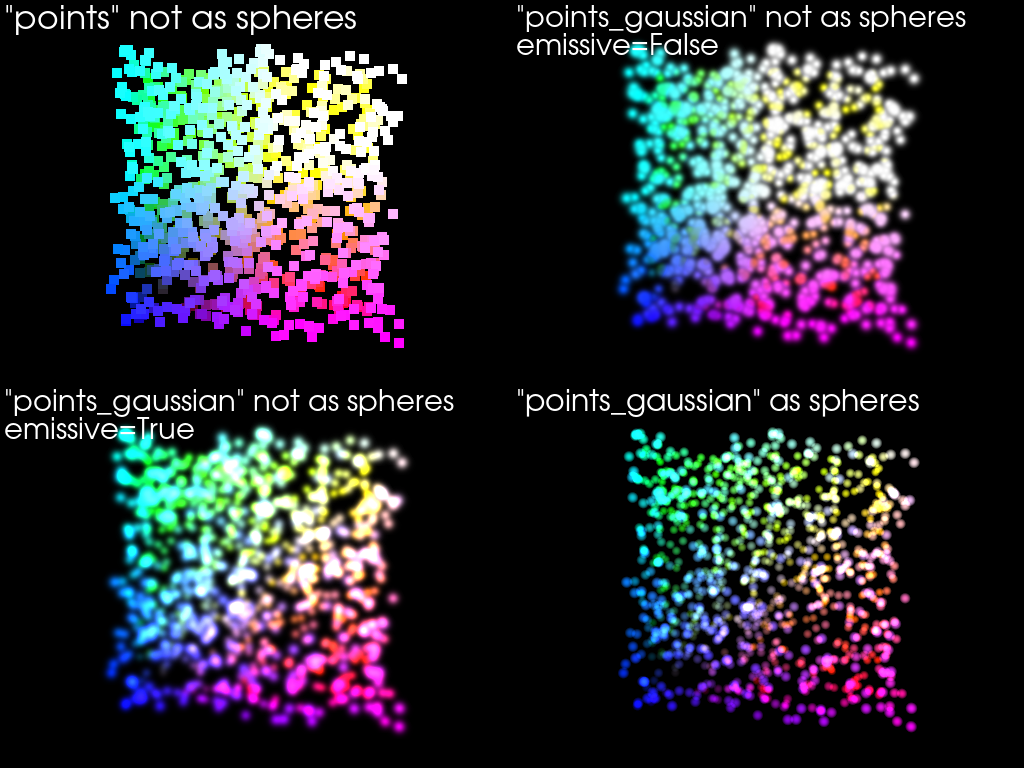 "points" not as spheres
"points_gaussian" not as spheres
emissive=False
"points_gaussian" not as spheres
emissive=True
"points_gaussian" as spheres